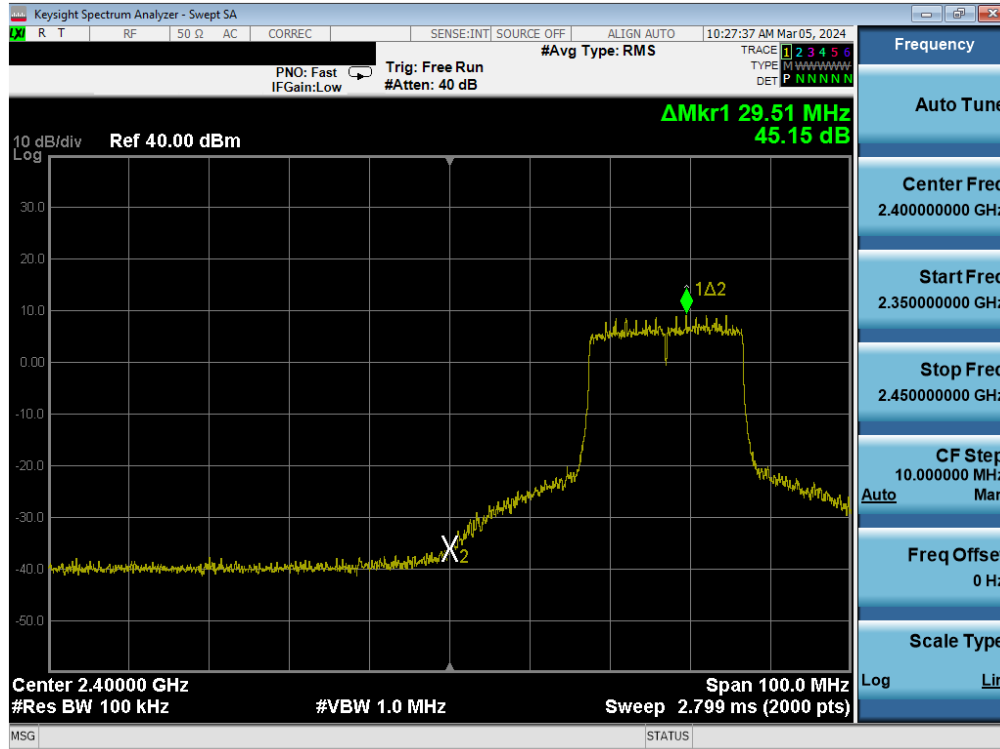 Keysight Spectrum Analyzer - Swept SA
LXI R T RF 50 Ω AC CORREC SENSE:INT SOURCE OFF ALIGN AUTO 10:27:37 AM Mar 05, 2024
#Avg Type: RMS
TRACE 1 2 3 4 5 6
PNO: Fast Trig: Free Run
TYPE M WWWWW
IFGain:Low #Atten: 40 dB
DET P N N N N N
ΔMkr1 29.51 MHz
45.15 dB
10 dB/div Ref 40.00 dBm
Log
30.0
20.0
1Δ2
10.0
0.00
-10.0
-20.0
-30.0
X2
-40.0
-50.0
Center 2.40000 GHz Span 100.0 MHz
#Res BW 100 kHz #VBW 1.0 MHz Sweep 2.799 ms (2000 pts)
MSG STATUS
Frequency
Auto Tune
Center Freq
2.400000000 GHz
Start Freq
2.350000000 GHz
Stop Freq
2.450000000 GHz
CF Step
10.000000 MHz
Auto Man
Freq Offset
0 Hz
Scale Type
Log Lin